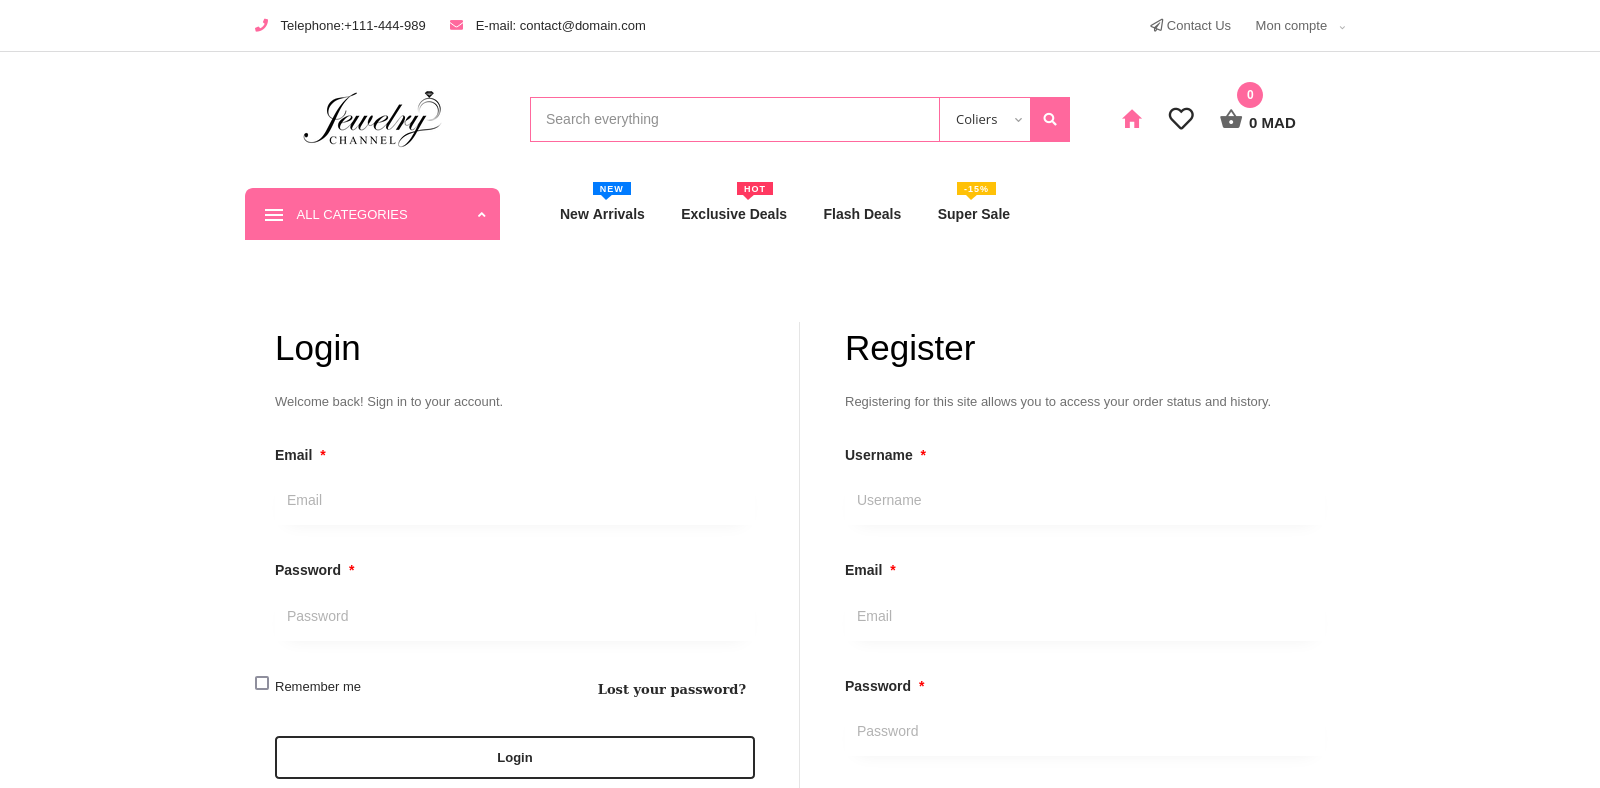 Telephone:+111-444-989 E-mail: contact@domain.com Contact Us Mon compte
Jewelry
CHANNEL
Search everything Coliers
0
0 MAD
ALL CATEGORIES
NEW HOT -15%
New Arrivals Exclusive Deals Flash Deals Super Sale
Login
Welcome back! Sign in to your account.
Email *
Email
Password *
Password
Remember me Lost your password?
Login
Register
Registering for this site allows you to access your order status and history.
Username *
Username
Email *
Email
Password *
Password